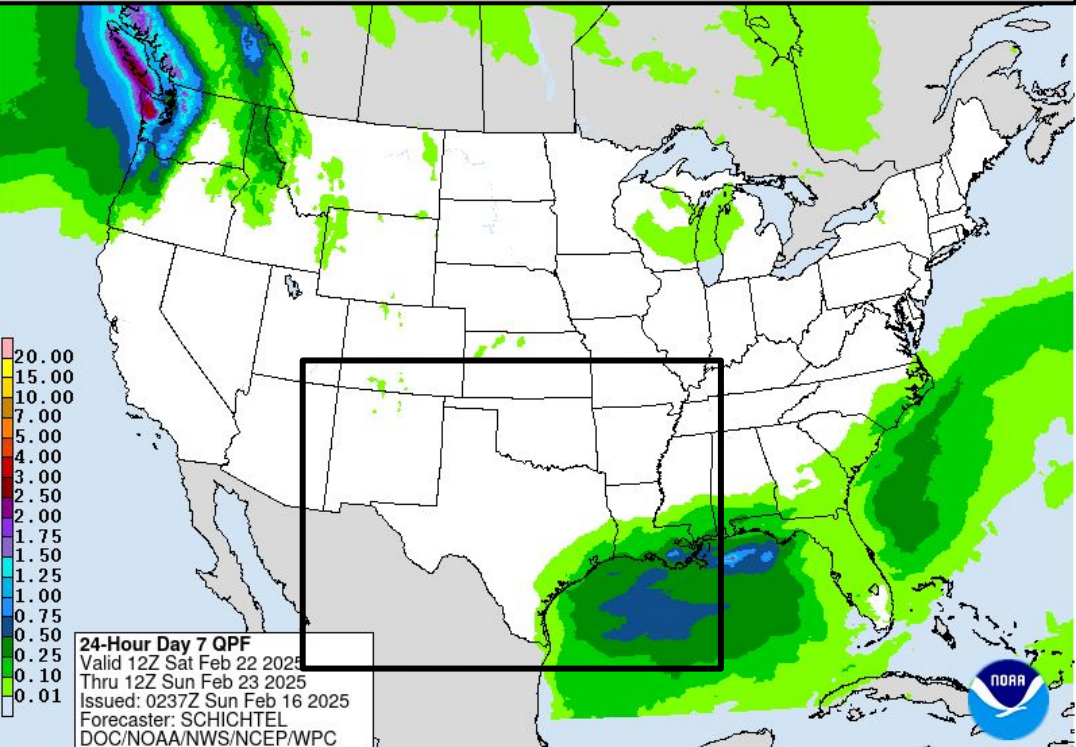 20.00
15.00
10.00
7.00
5.00
4.00
3.00
2.50
2.00
1.75
1.50
1.25
1.00
0.75
0.50
0.25
0.10
0.01
24-Hour Day 7 QPF
Valid 12Z Sat Feb 22 2025
Thru 12Z Sun Feb 23 2025
Issued: 0237Z Sun Feb 16 2025
Forecaster: SCHICHTEL
DOC/NOAA/NWS/NCEP/WPC
NOAA